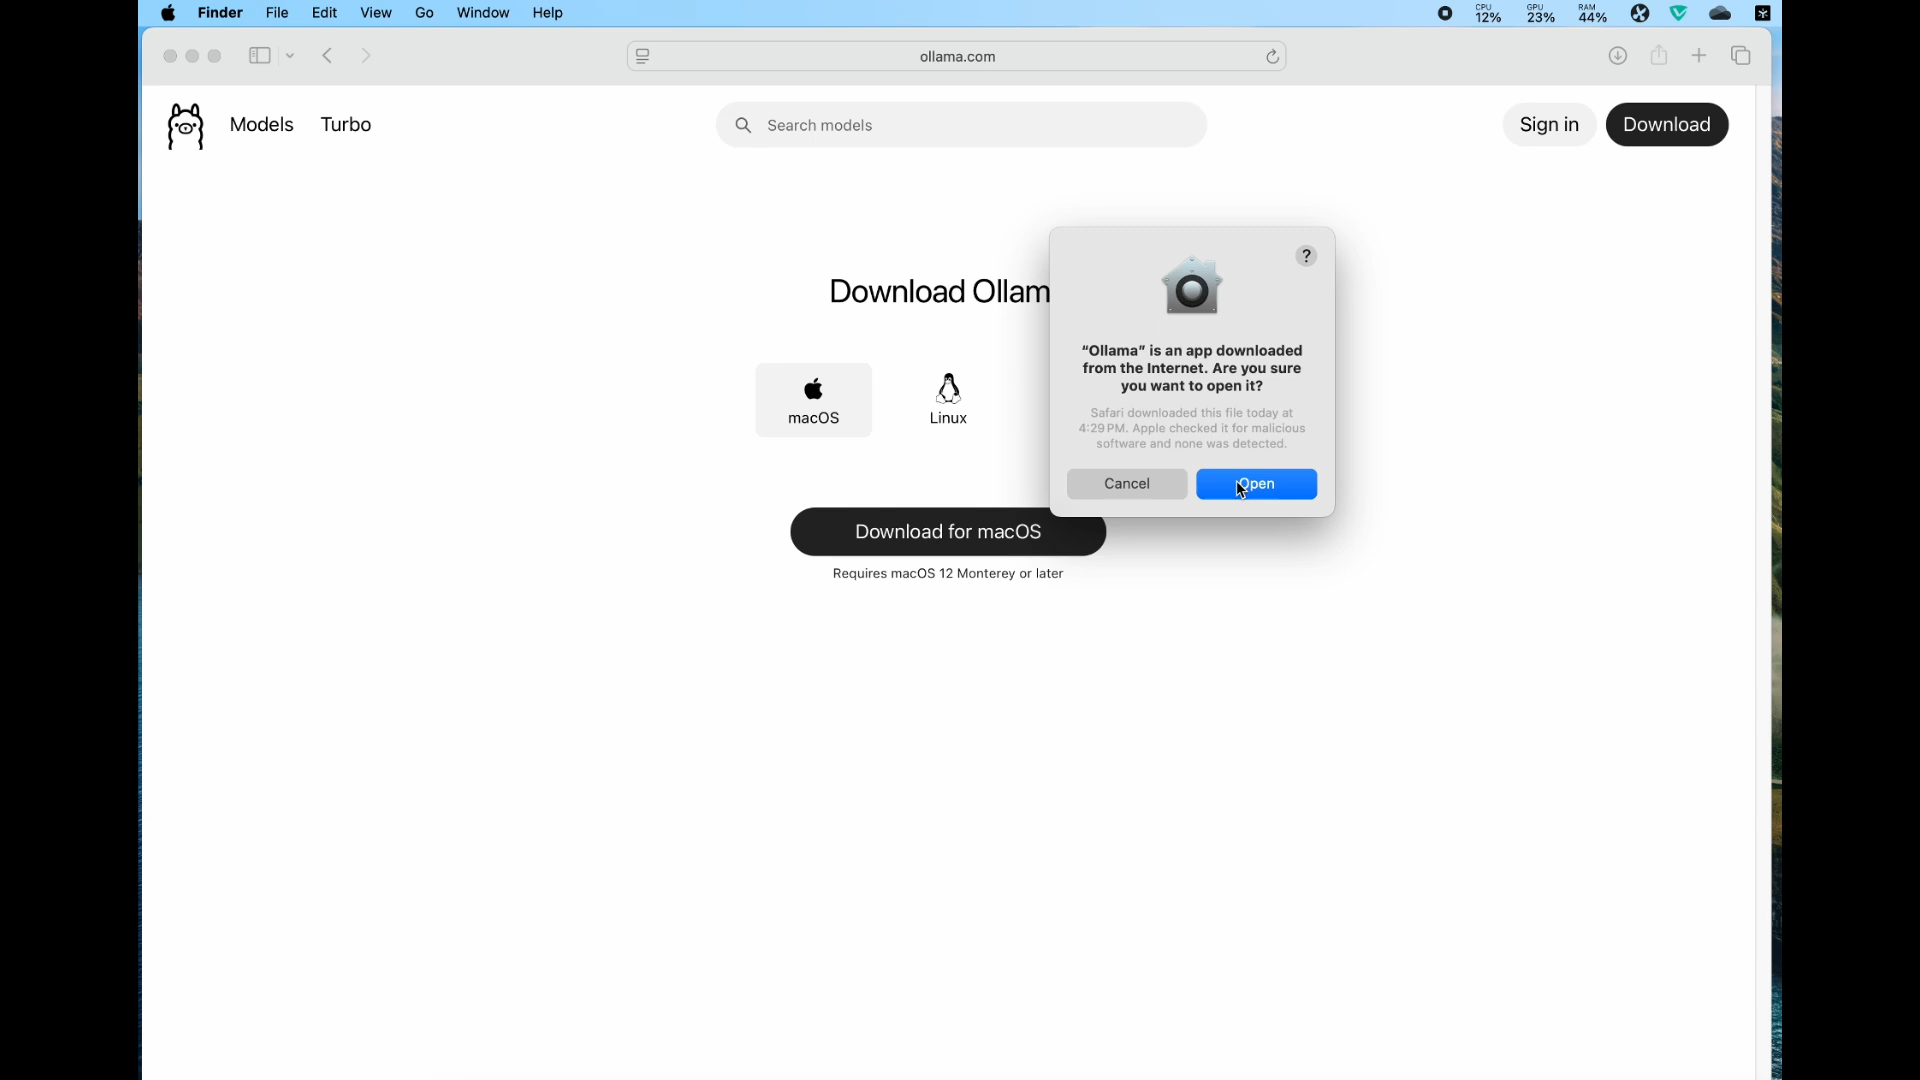 Finder File Edit View Go Window Help
CPU 12% GPU 23% RAM 44%
ollama.com
Models Turbo
Search models
Sign in Download
Download Ollam
macOS
Linux
“Ollama” is an app downloaded
from the Internet. Are you sure
you want to open it?
Safari downloaded this file today at
4:29 PM. Apple checked it for malicious
software and none was detected.
Cancel Open
?
Download for macOS
Requires macOS 12 Monterey or later